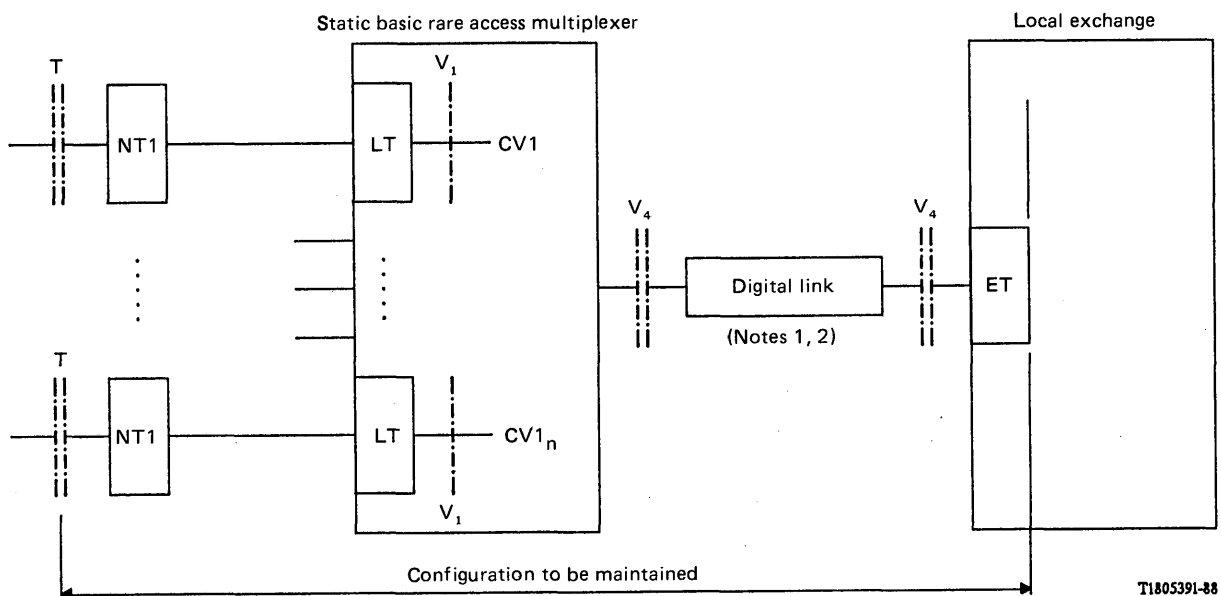 Static basic rare access multiplexer
Local exchange
T
V1
NT1
LT
CV1
V4
V4
Digital link
(Notes 1, 2)
ET
T
NT1
LT
CV1n
V1
Configuration to be maintained
T1805391-88